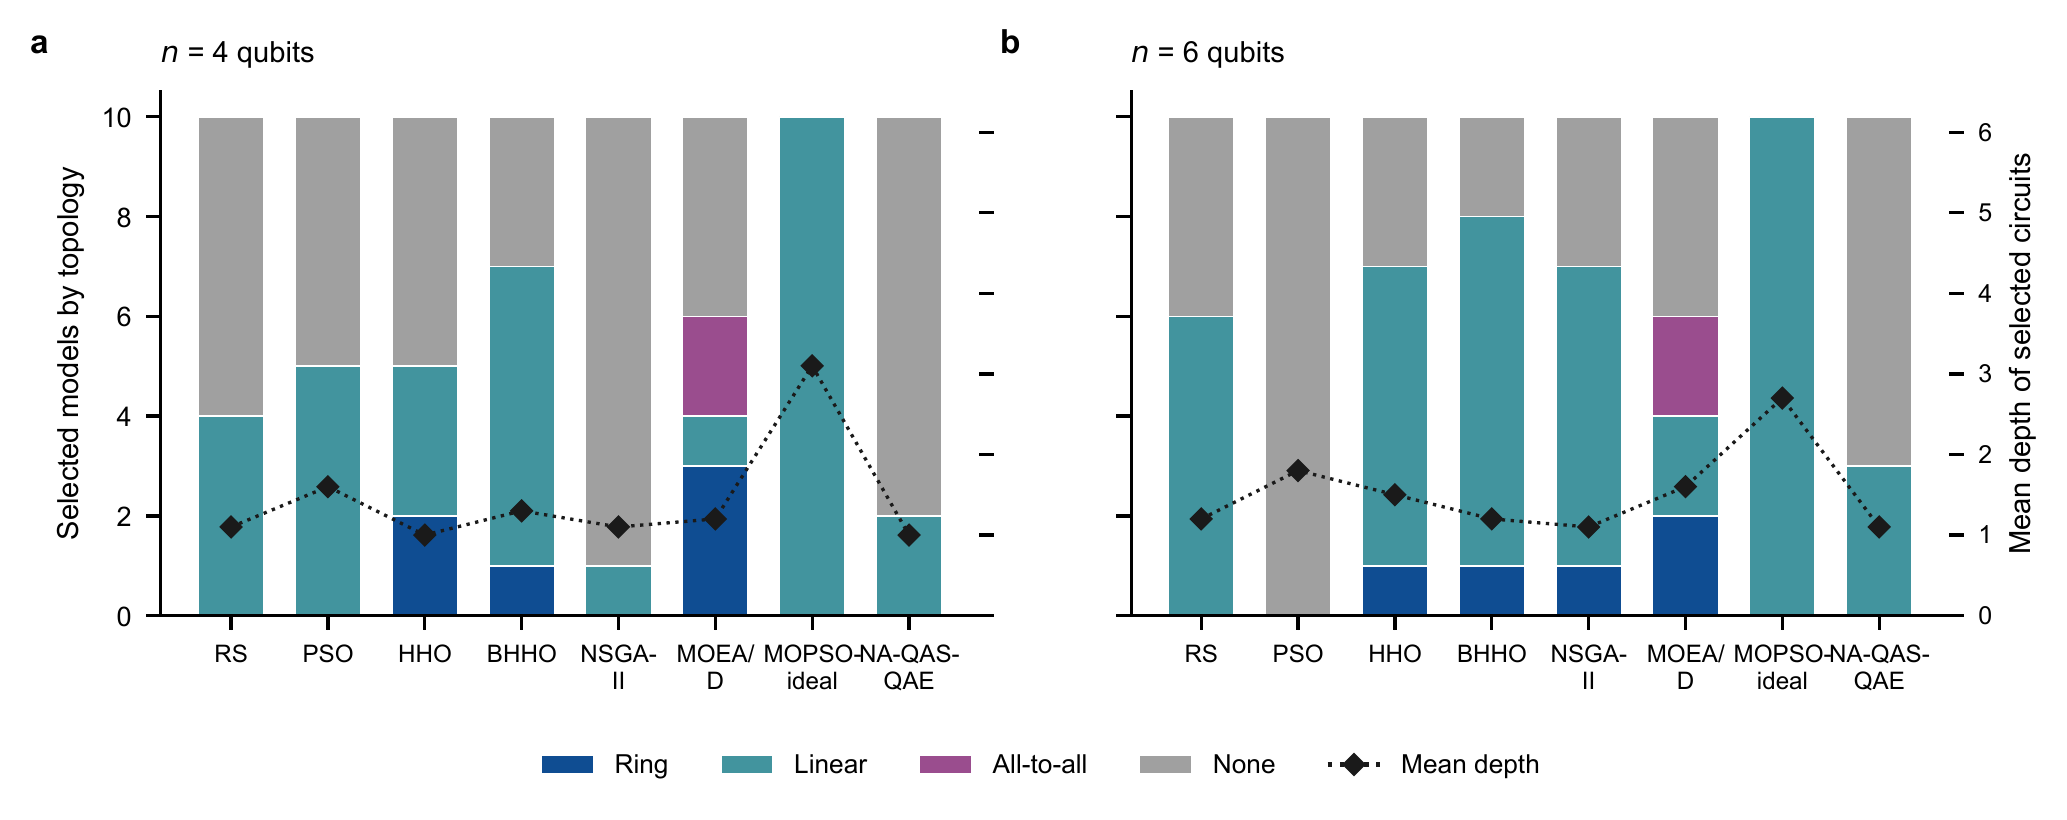 a
n = 4 qubits
Selected models by topology
10
8
6
4
2
0
RS
PSO
HHO
BHHO
NSGA-
II
MOEA/
D
MOPSO-
ideal
NA-QAS-
QAE
b
n = 6 qubits
6
5
4
3
2
1
0
Mean depth of selected circuits
RS
PSO
HHO
BHHO
NSGA-
II
MOEA/
D
MOPSO-
ideal
NA-QAS-
QAE
Ring
Linear
All-to-all
None
Mean depth